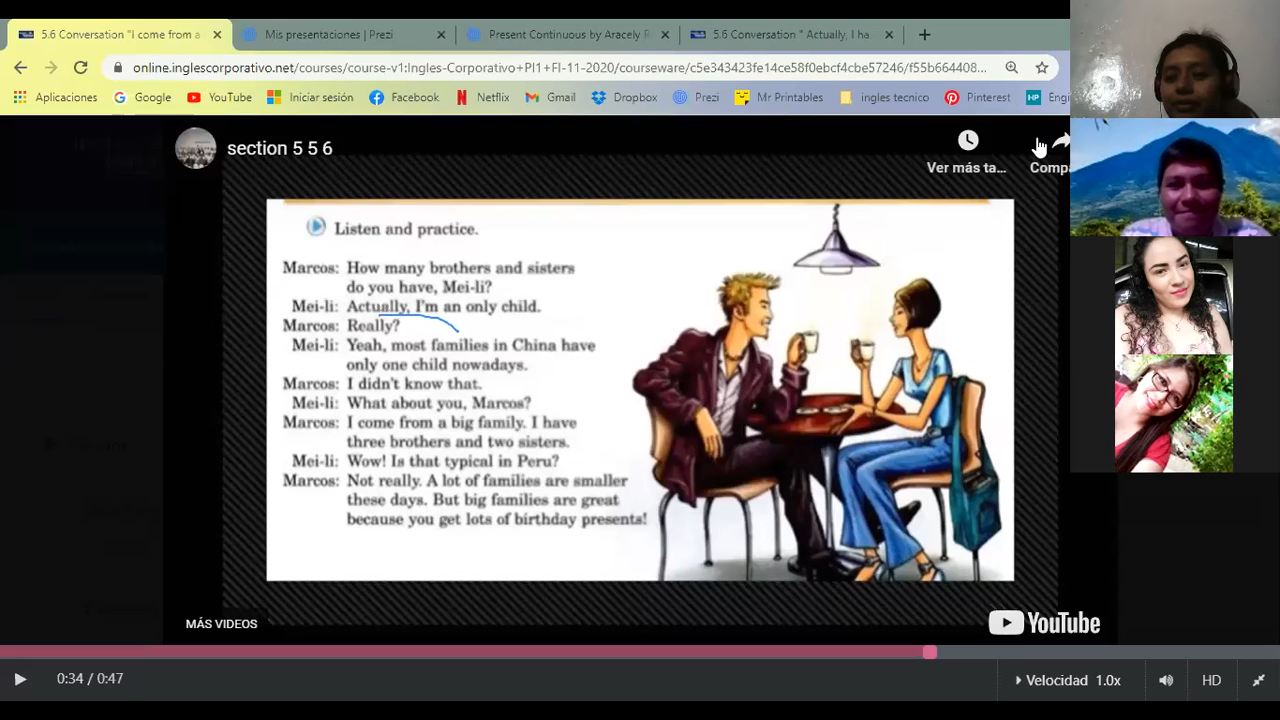 5.6 Conversation "I come from a
Mis presentaciones | Prezi
Present Continuous by Aracely R
5.6 Conversation " Actually, I ha
online.inglescorporativo.net/courses/course-v1:Ingles-Corporativo+PI1+FI-11-2020/courseware/c5e343423fe14ce58f0ebcf4cbe57246/f55b664408...
Aplicaciones
Google
YouTube
Iniciar sesión
Facebook
Netflix
Gmail
Dropbox
Prezi
Mr Printables
ingles tecnico
Pinterest
HP
Engl
section 5 5 6
Ver más ta...
Compa
Listen and practice.
Marcos: How many brothers and sisters
do you have, Mei-li?
Mei-li: Actually, I'm an only child.
Marcos: Really?
Mei-li: Yeah, most families in China have
only one child nowadays.
Marcos: I didn't know that.
Mei-li: What about you, Marcos?
Marcos: I come from a big family. I have
three brothers and two sisters.
Mei-li: Wow! Is that typical in Peru?
Marcos: Not really. A lot of families are smaller
these days. But big families are great
because you get lots of birthday presents!
MÁS VIDEOS
YouTube
0:34 / 0:47
Velocidad 1.0x
HD